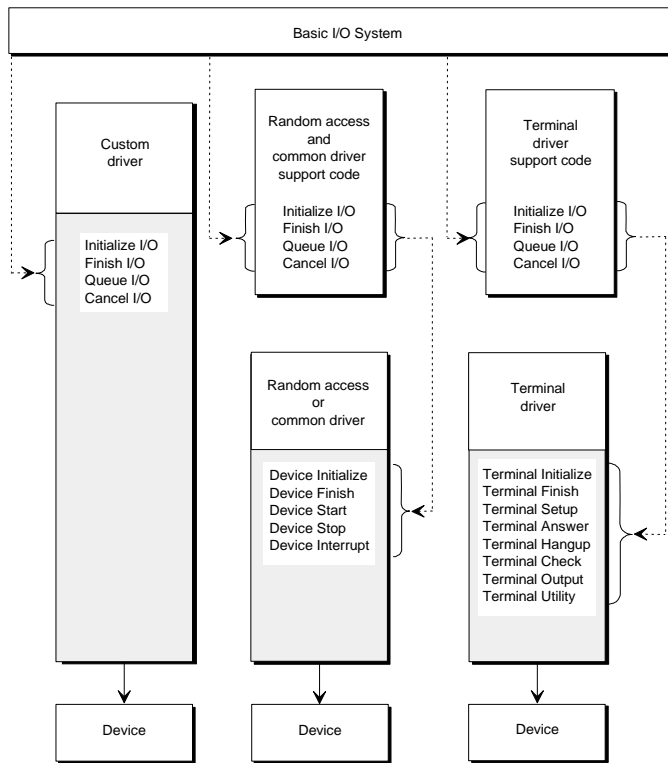 Basic I/O System
Custom
driver
Initialize I/O
Finish I/O
Queue I/O
Cancel I/O
Random access
and
common driver
support code
Initialize I/O
Finish I/O
Queue I/O
Cancel I/O
Terminal
driver
support code
Initialize I/O
Finish I/O
Queue I/O
Cancel I/O
Random access
or
common driver
Device Initialize
Device Finish
Device Start
Device Stop
Device Interrupt
Terminal
driver
Terminal Initialize
Terminal Finish
Terminal Setup
Terminal Answer
Terminal Hangup
Terminal Check
Terminal Output
Terminal Utility
Device
Device
Device